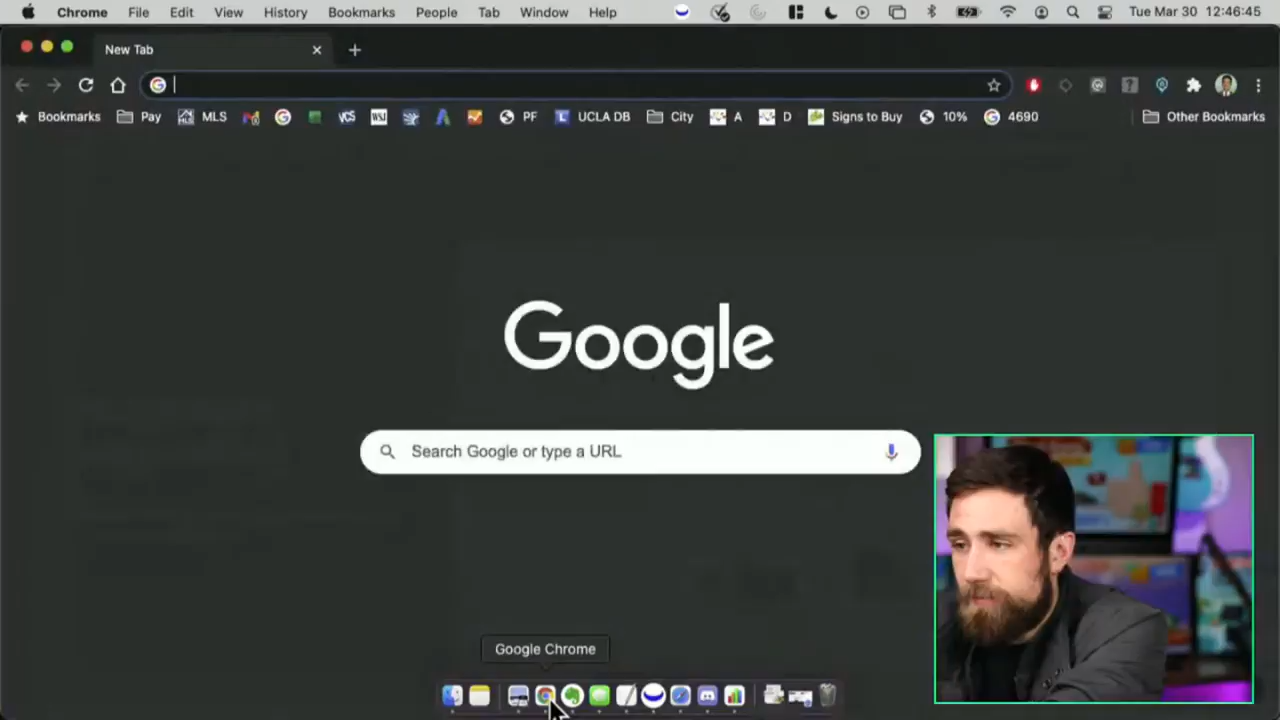 Chrome File Edit View History Bookmarks People Tab Window Help Tue Mar 30 12:46:45
New Tab
Bookmarks Pay MLS VCS WSJ PF UCLA DB City A D Signs to Buy 10% 4690 Other Bookmarks
Google
Search Google or type a URL
Google Chrome